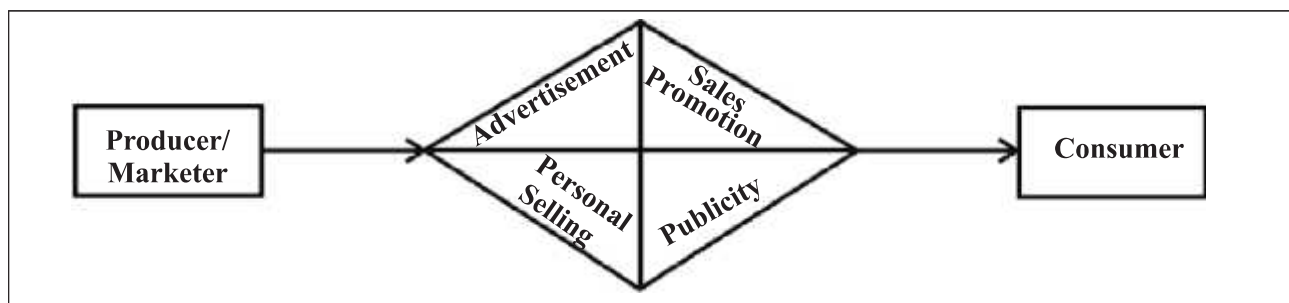 Producer/
Marketer
Advertisement
Sales
Promotion
Personal
Selling
Publicity
Consumer